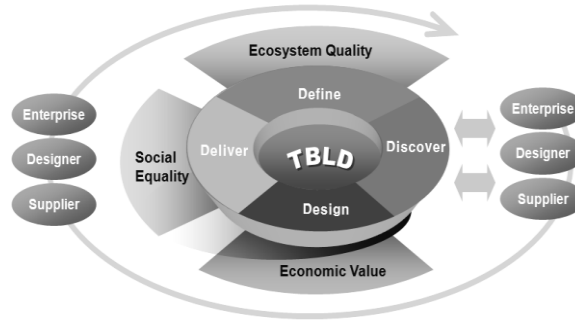 Ecosystem Quality
Define
Enterprise
Designer
Supplier
Social
Equality
Deliver
TBLD
Discover
Design
Economic Value
Enterprise
Designer
Supplier